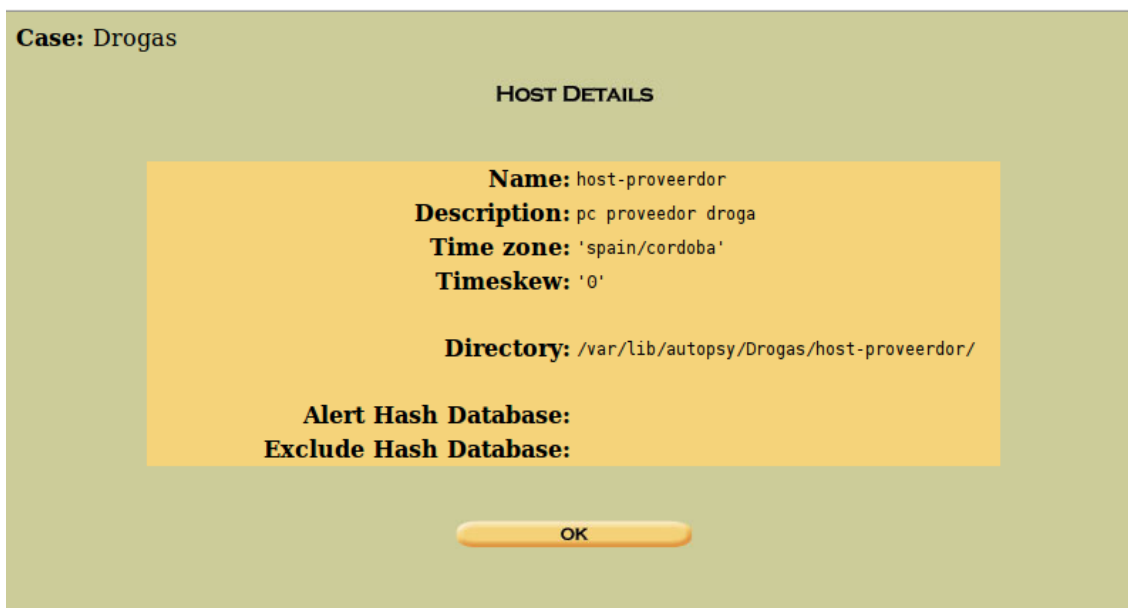 Case: Drogas
HOST DETAILS
Name: host-proveerdor
Description: pc proveedor droga
Time zone: 'spain/cordoba'
Timeskew: '0'
Directory: /var/lib/autopsy/Drogas/host-proveerdor/
Alert Hash Database:
Exclude Hash Database:
OK